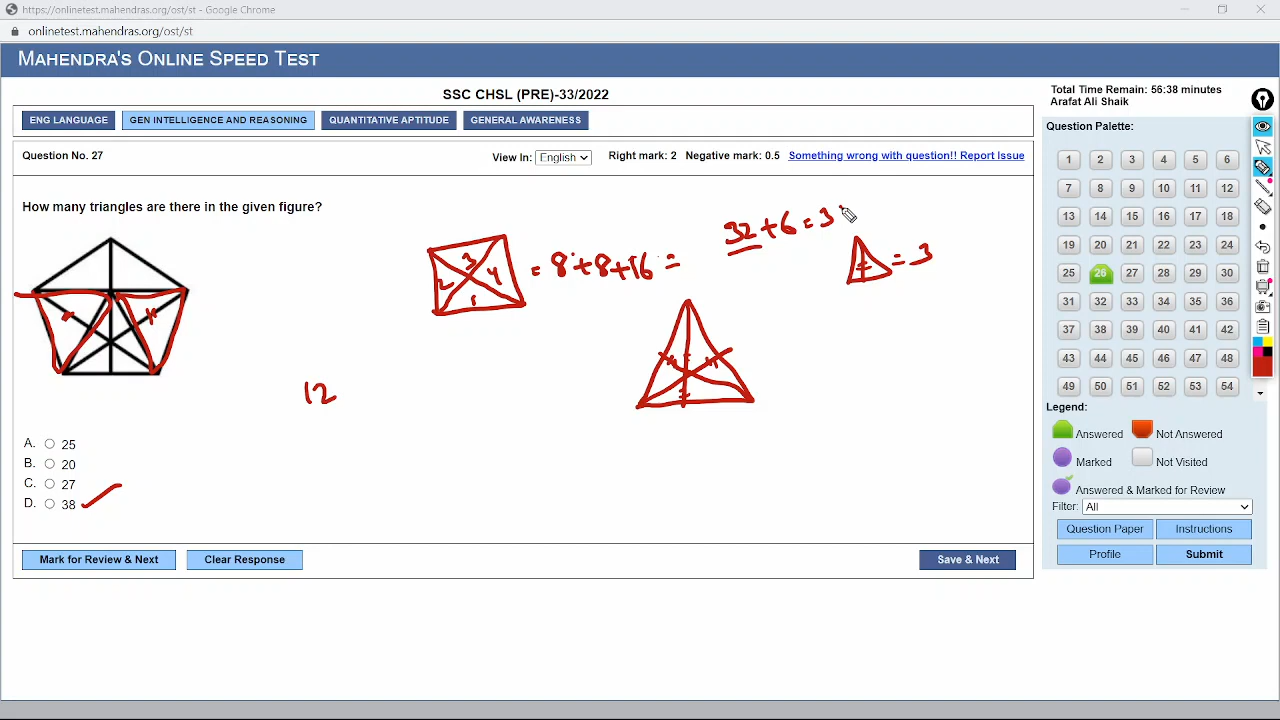 https://onlinetest.mahendras.org/ost/st - Google Chrome
onlinetest.mahendras.org/ost/st
MAHENDRA'S ONLINE SPEED TEST
SSC CHSL (PRE)-33/2022
ENG LANGUAGE GEN INTELLIGENCE AND REASONING QUANTITATIVE APTITUDE GENERAL AWARENESS
Question No. 27 View In: English Right mark: 2 Negative mark: 0.5 Something wrong with question!! Report Issue
How many triangles are there in the given figure?
32 + 6 = 3
1 2 3 4 = 8 + 8 + 16 =
= 3
12
A. 25
B. 20
C. 27
D. 38
Mark for Review & Next Clear Response Save & Next
Total Time Remain: 56:38 minutes
Arafat Ali Shaik
Question Palette:
1 2 3 4 5 6
7 8 9 10 11 12
13 14 15 16 17 18
19 20 21 22 23 24
25 26 27 28 29 30
31 32 33 34 35 36
37 38 39 40 41 42
43 44 45 46 47 48
49 50 51 52 53 54
Legend:
Answered Not Answered
Marked Not Visited
Answered & Marked for Review
Filter: All
Question Paper Instructions
Profile Submit